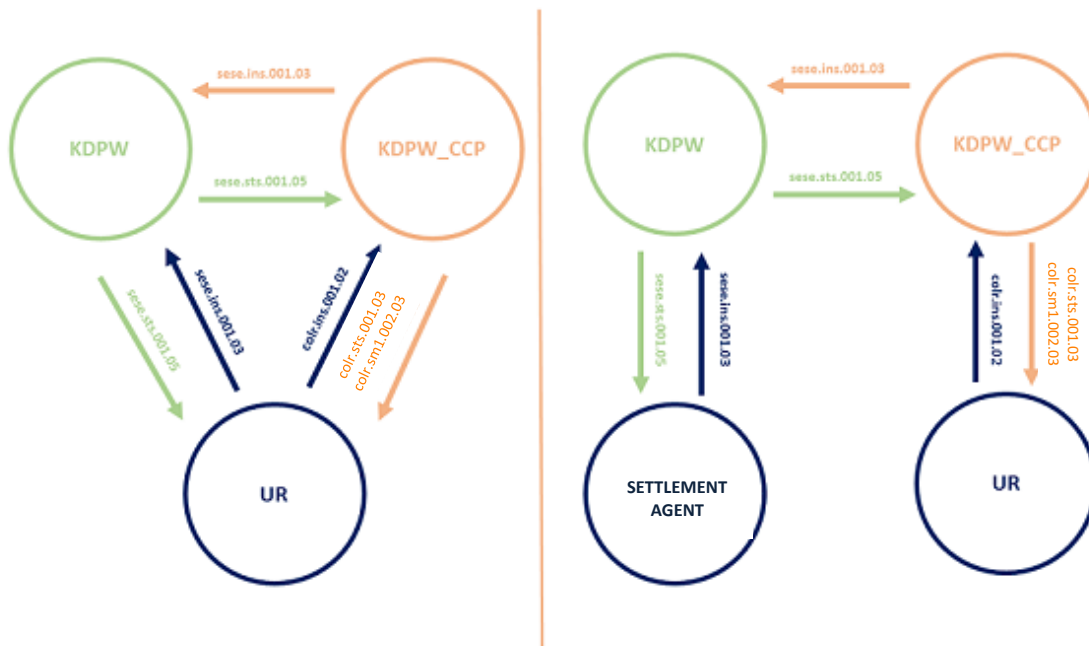 sese.ins.001.03
KDPW
KDPW_CCP
sese.sts.001.05
sese.sts.001.05
sese.ins.001.03
colr.ins.001.02
colr.sts.001.03
colr.sm1.002.03
UR
sese.ins.001.03
KDPW
KDPW_CCP
sese.sts.001.05
sese.sts.001.05
sese.ins.001.03
colr.ins.001.02
colr.sts.001.03
colr.sm1.002.03
SETTLEMENT
AGENT
UR